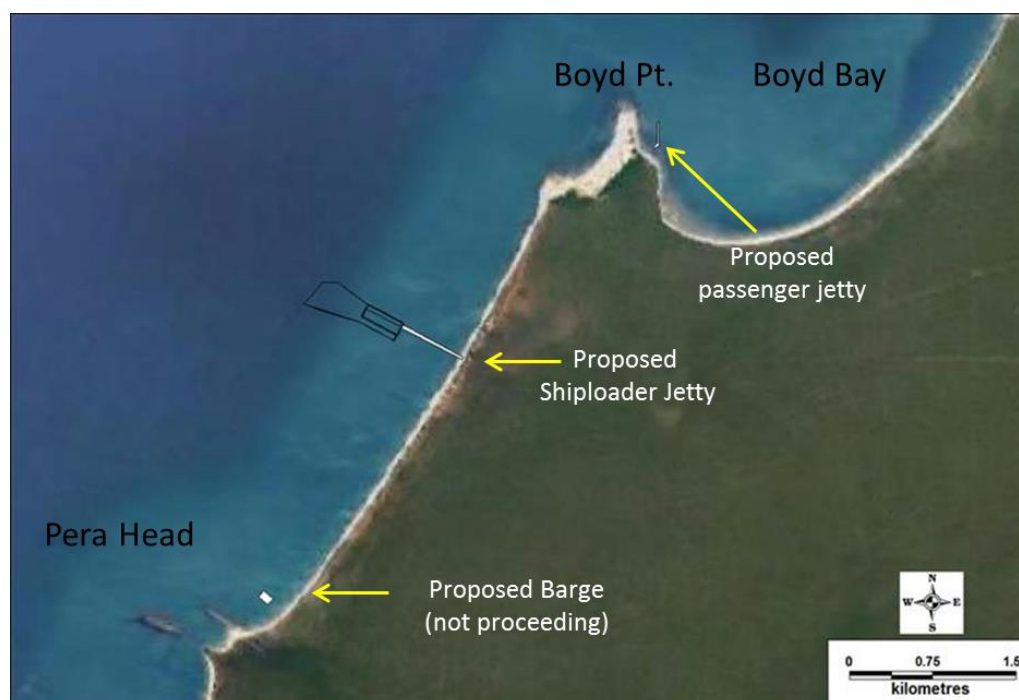 Boyd Pt.
Boyd Bay
Proposed
passenger jetty
Proposed
Shiploader Jetty
Pera Head
Proposed Barge
(not proceeding)
N
W E
S
0 0.75 1.5
kilometres